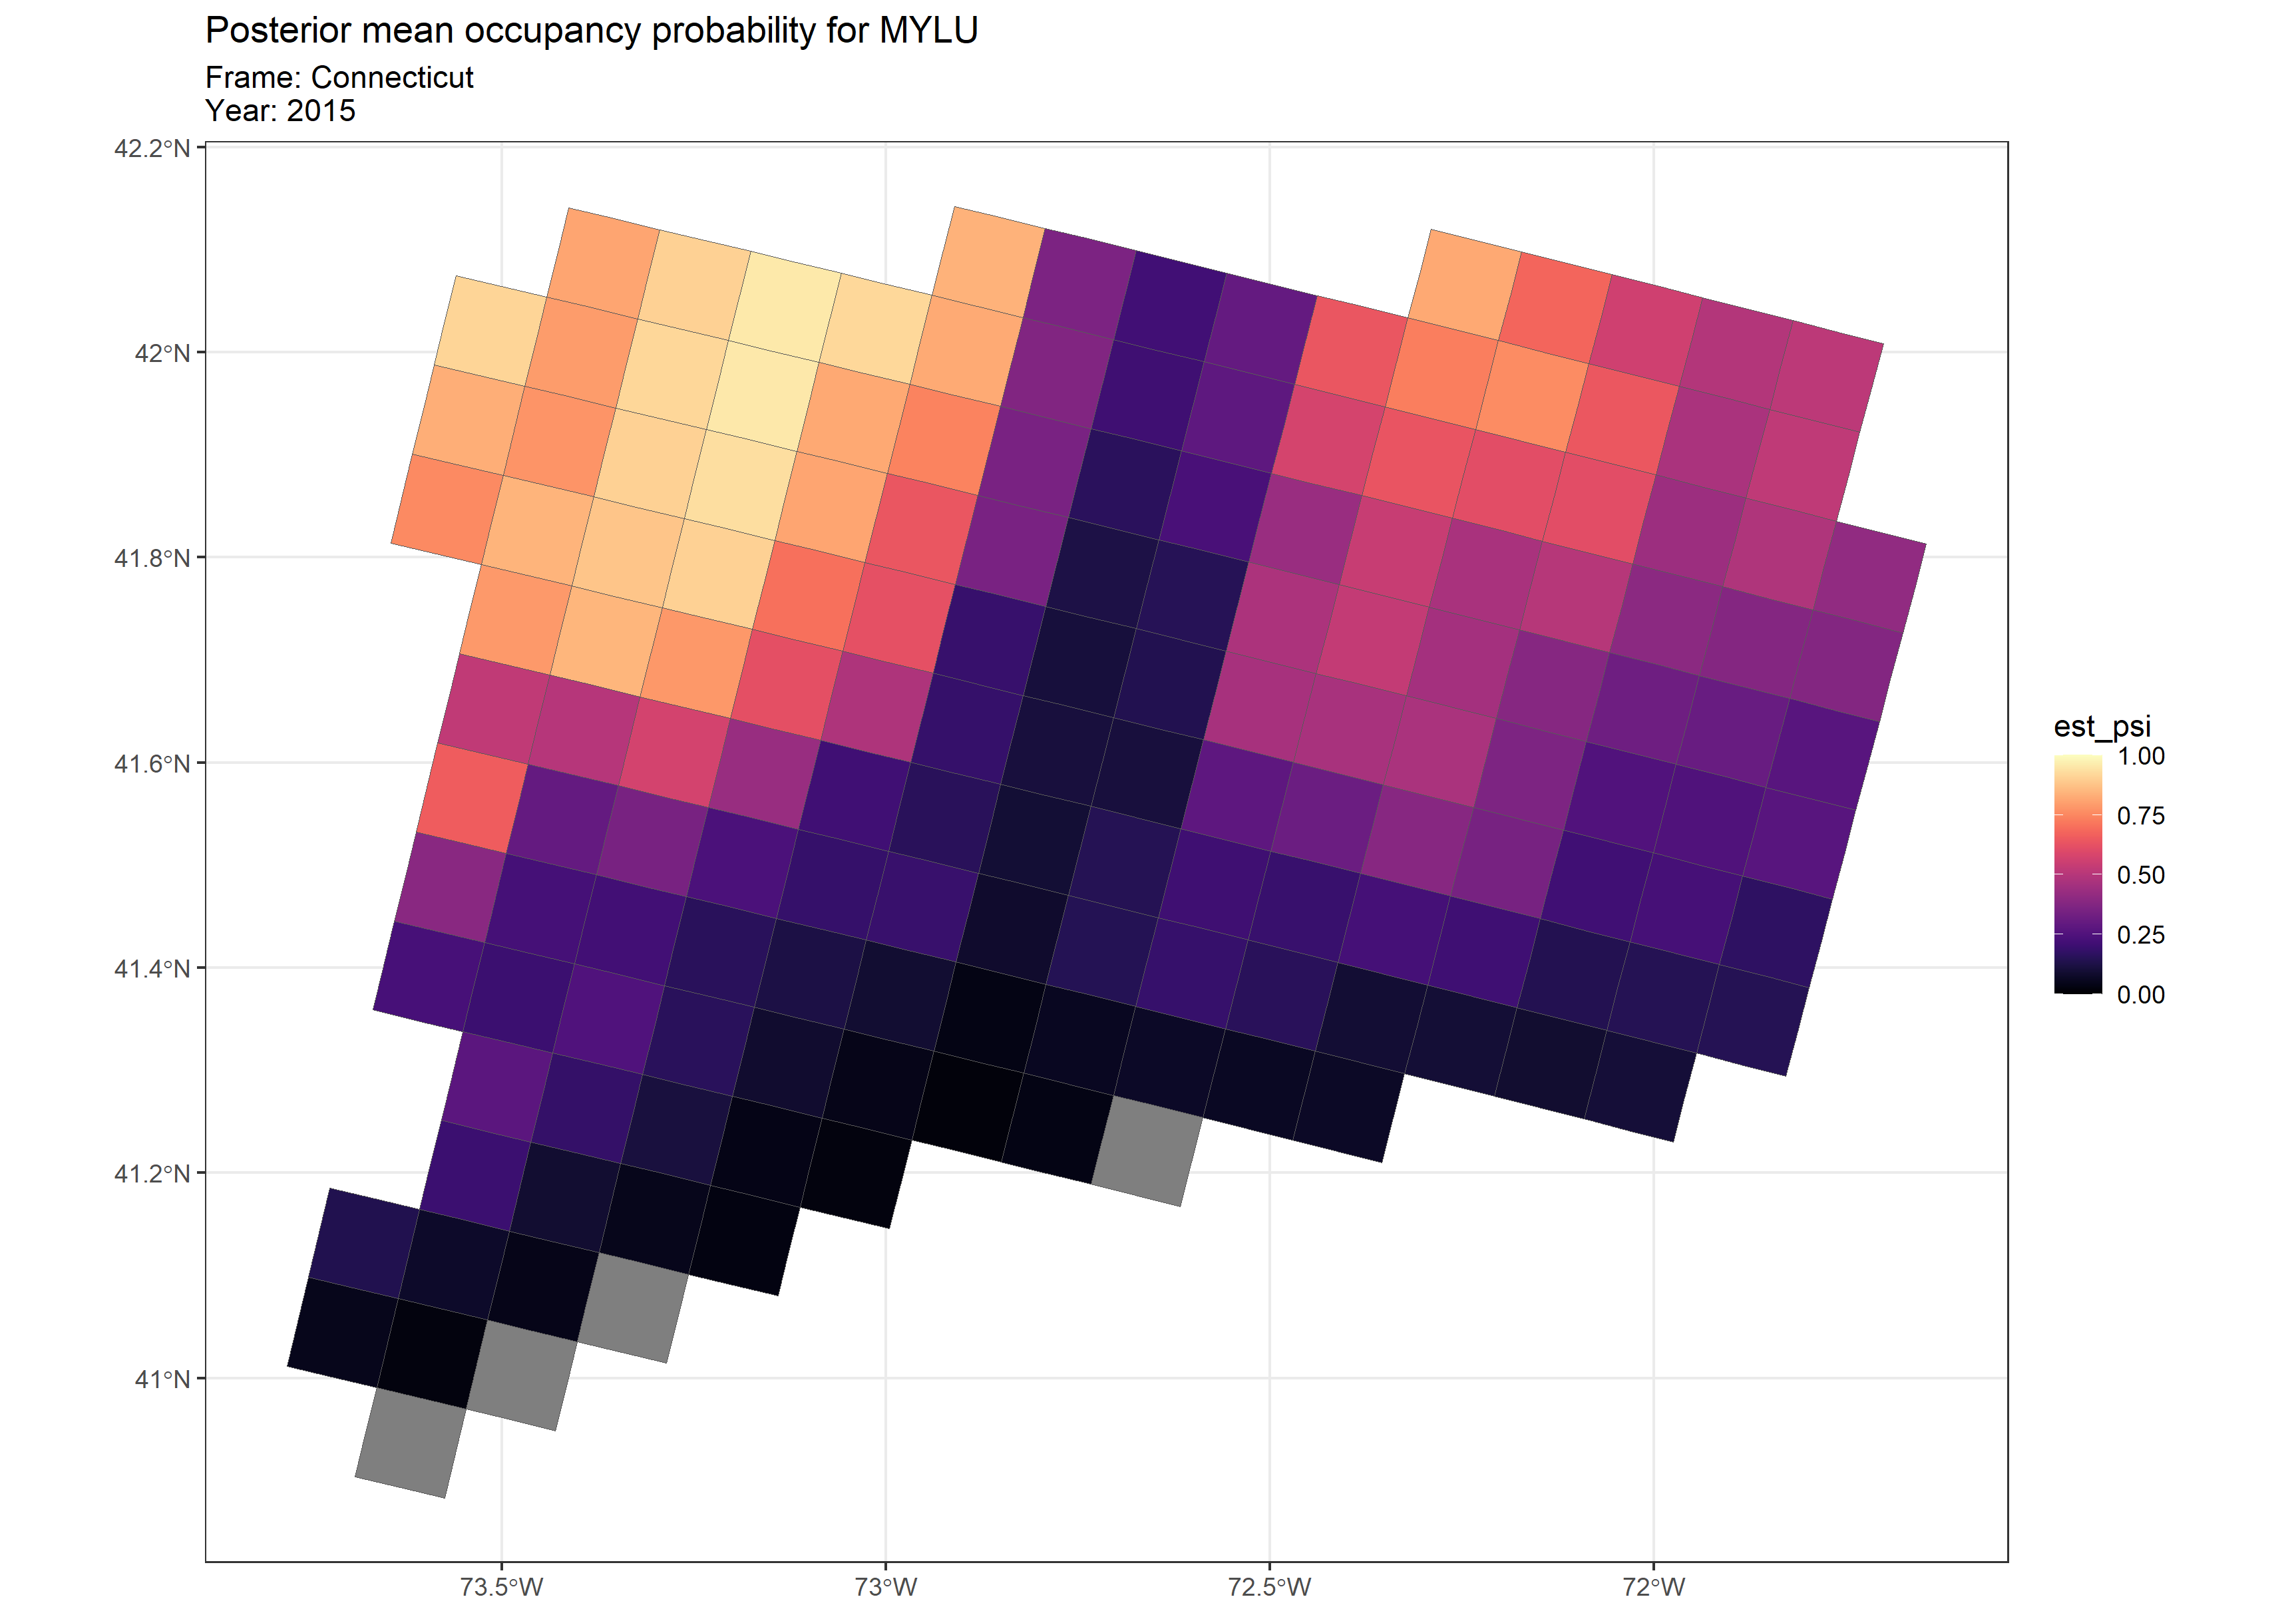 Posterior mean occupancy probability for MYLU
Frame: Connecticut
Year: 2015
42.2°N
42°N
41.8°N
41.6°N
41.4°N
41.2°N
41°N
73.5°W
73°W
72.5°W
72°W
est_psi
1.00
0.75
0.50
0.25
0.00